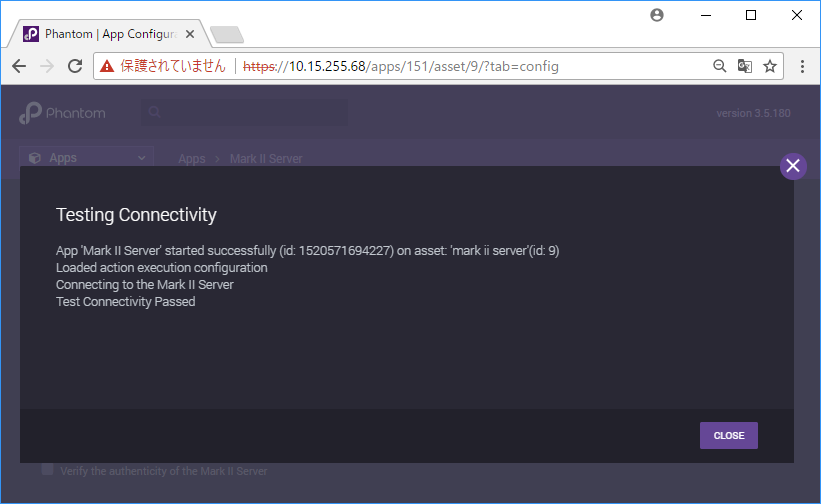 Phantom | App Configura
保護されていません
https://10.15.255.68/apps/151/asset/9/?tab=config
Phantom
version 3.5.180
Apps
Apps › Mark II Server
Testing Connectivity
App 'Mark II Server' started successfully (id: 1520571694227) on asset: 'mark ii server'(id: 9)
Loaded action execution configuration
Connecting to the Mark II Server
Test Connectivity Passed
CLOSE
Verify the authenticity of the Mark II Server